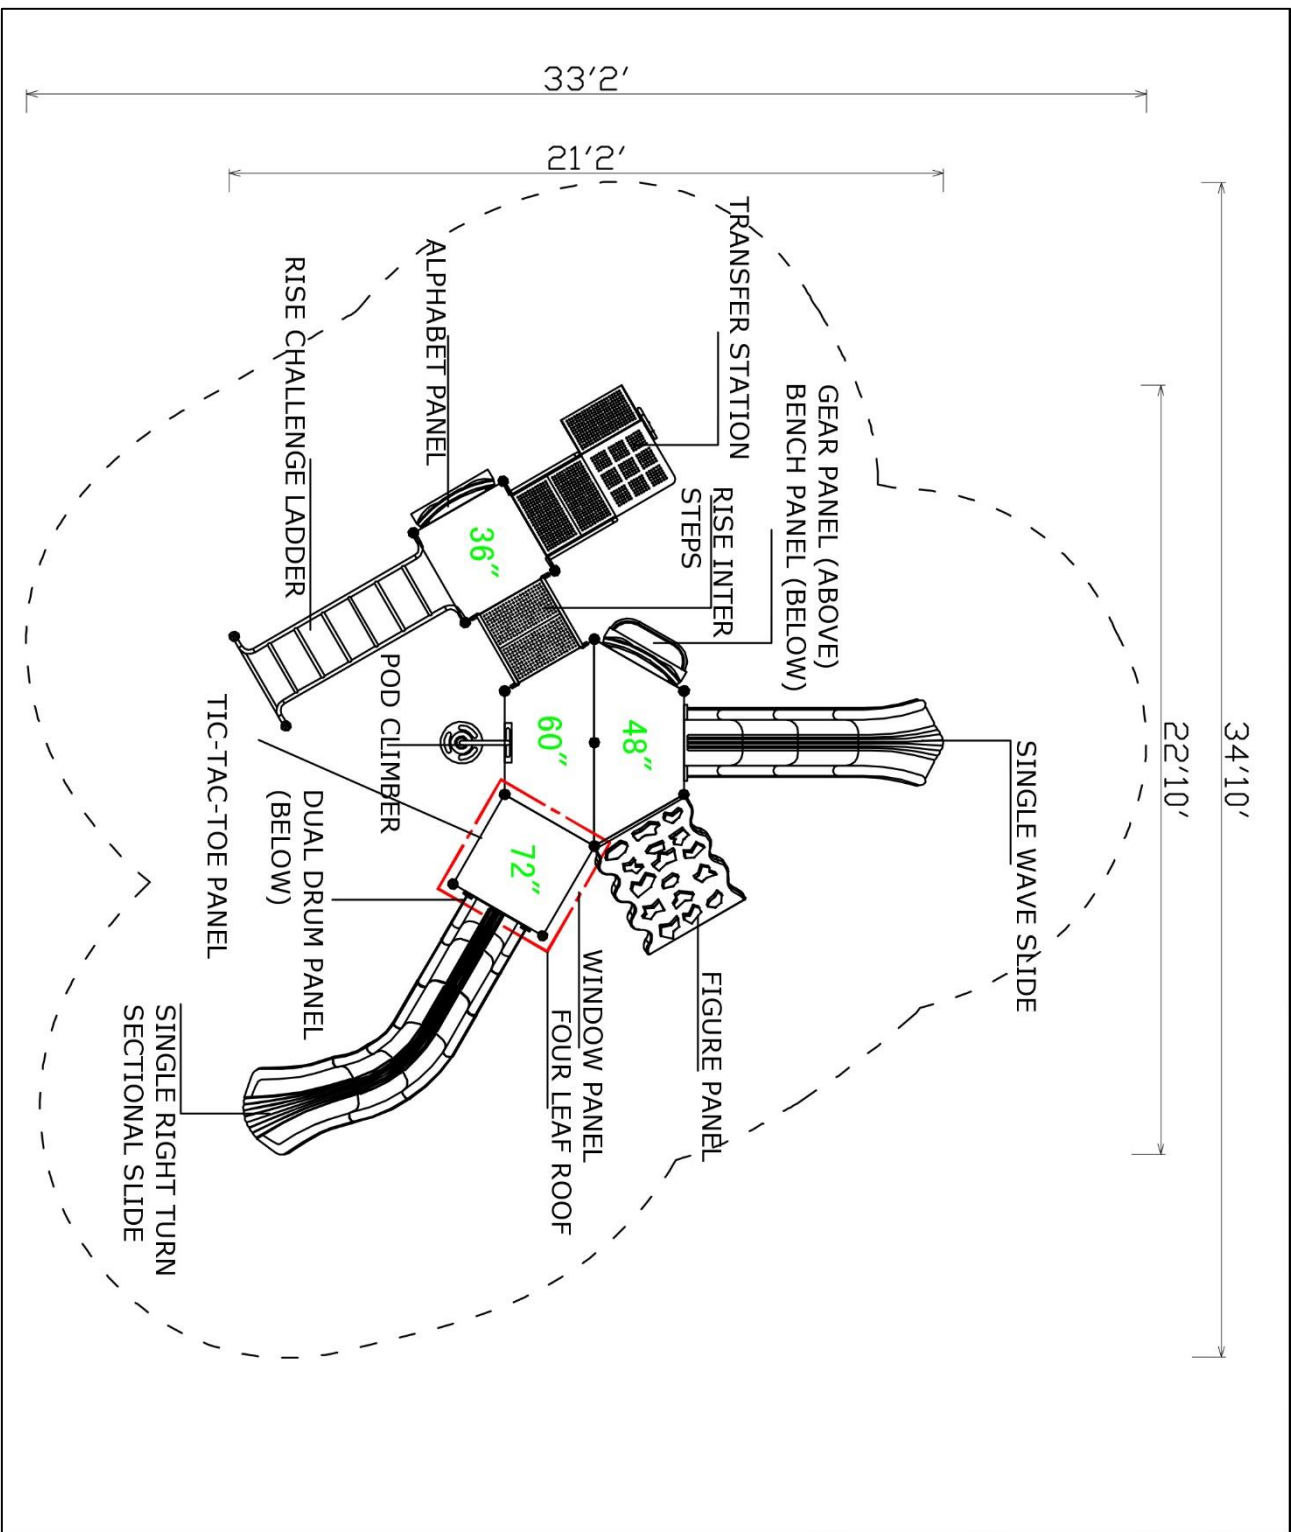 34'10'
22'10'
SINGLE WAVE SLIDE
GEAR PANEL (ABOVE)
BENCH PANEL (BELOW)
TRANSFER STATION
RISE INTER
STEPS
FIGURE PANEL
48"
WINDOW PANEL
FOUR LEAF ROOF
60"
72"
36"
ALPHABET PANEL
POD CLIMBER
RISE CHALLENGE LADDER
DUAL DRUM PANEL
(BELOW)
TIC-TAC-TOE PANEL
SINGLE RIGHT TURN
SECTIONAL SLIDE
33'2'
21'2'